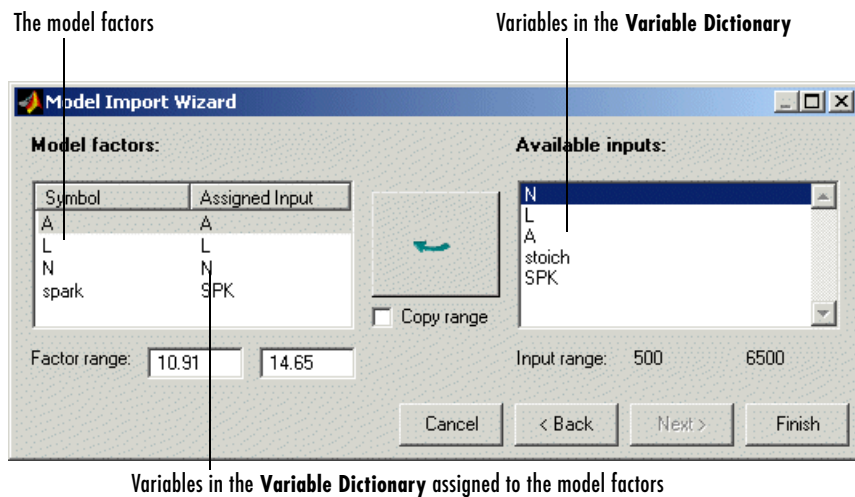 The model factors
Variables in the Variable Dictionary
Model Import Wizard
Model factors:
Available inputs:
Symbol Assigned Input
A A
L L
N N
spark SPK
N
L
A
stoich
SPK
Copy range
Factor range: 10.91 14.65
Input range: 500 6500
Cancel < Back Next > Finish
Variables in the Variable Dictionary assigned to the model factors